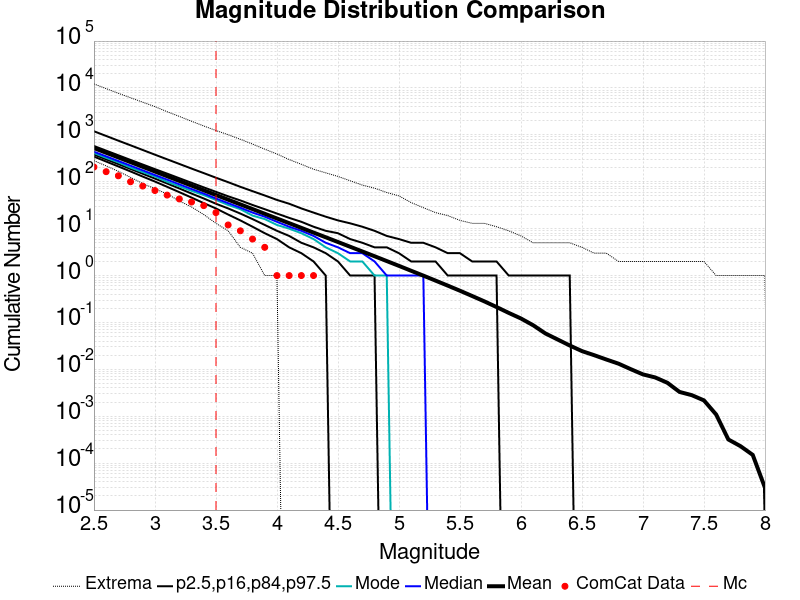 Magnitude Distribution Comparison
Cumulative Number
10^5
10^4
10^3
10^2
10^1
10^0
10^-1
10^-2
10^-3
10^-4
10^-5
2.5 3 3.5 4 4.5 5 5.5 6 6.5 7 7.5 8
Magnitude
Extrema p2.5,p16,p84,p97.5 Mode Median Mean ComCat Data Mc